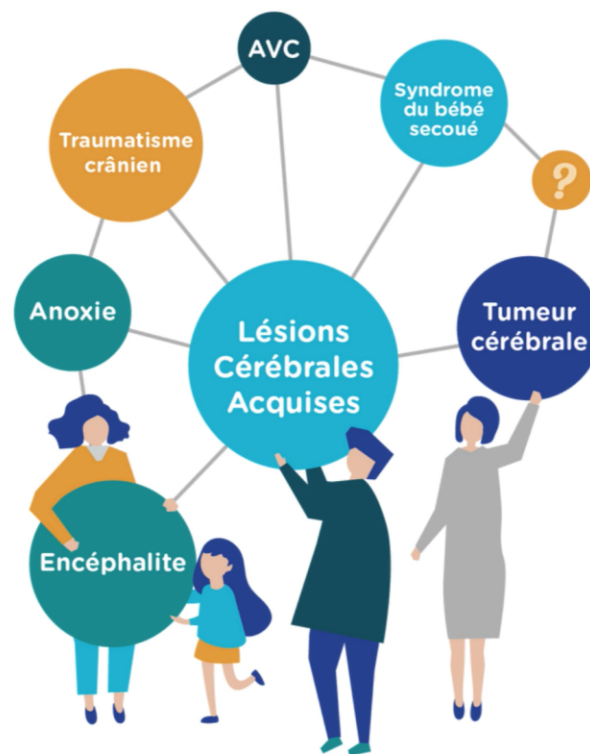 AVC
Syndrome
du bébé
secoué
Traumatisme
crânien
?
Anoxie
Lésions
Cérébrales
Acquises
Tumeur
cérébrale
Encéphalite